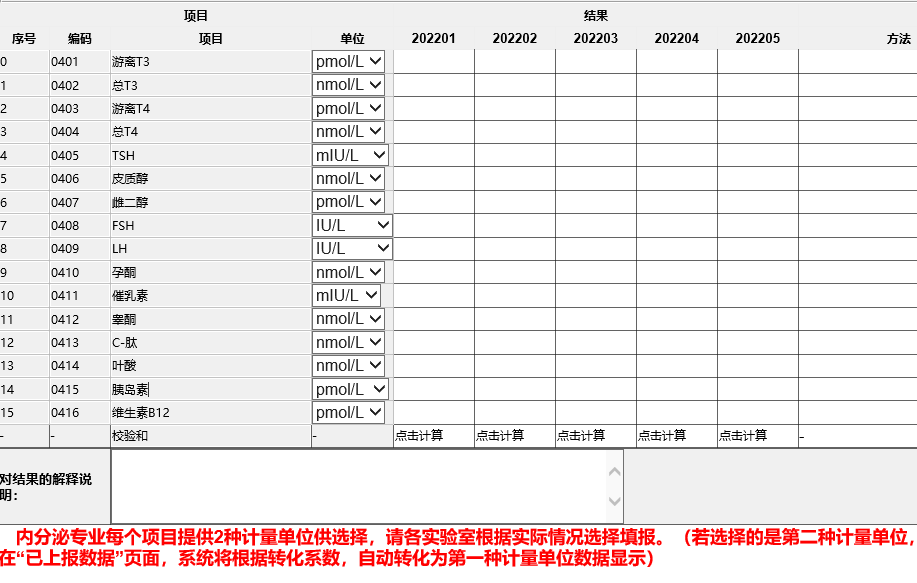 项目 结果
序号 编码 项目 单位 202201 202202 202203 202204 202205 方法
0 0401 游离T3 pmol/L
1 0402 总T3 nmol/L
2 0403 游离T4 pmol/L
3 0404 总T4 nmol/L
4 0405 TSH mIU/L
5 0406 皮质醇 nmol/L
6 0407 雌二醇 pmol/L
7 0408 FSH IU/L
8 0409 LH IU/L
9 0410 孕酮 nmol/L
10 0411 催乳素 mIU/L
11 0412 睾酮 nmol/L
12 0413 C-肽 nmol/L
13 0414 叶酸 nmol/L
14 0415 胰岛素 pmol/L
15 0416 维生素B12 pmol/L
- - 校验和 - 点击计算 点击计算 点击计算 点击计算 点击计算 -
对结果的解释说
明：
内分泌专业每个项目提供2种计量单位供选择，请各实验室根据实际情况选择填报。（若选择的是第二种计量单位，
在“已上报数据”页面，系统将根据转化系数，自动转化为第一种计量单位数据显示）